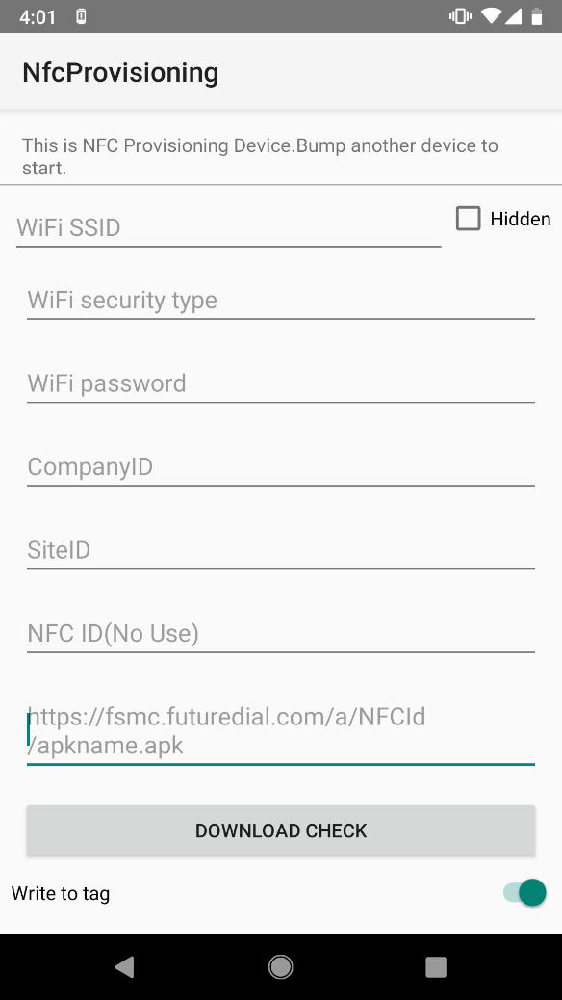 4:01
NfcProvisioning
This is NFC Provisioning Device.Bump another device to
start.
WiFi SSID
Hidden
WiFi security type
WiFi password
CompanyID
SiteID
NFC ID(No Use)
https://fsmc.futuredial.com/a/NFCId
/apkname.apk
DOWNLOAD CHECK
Write to tag